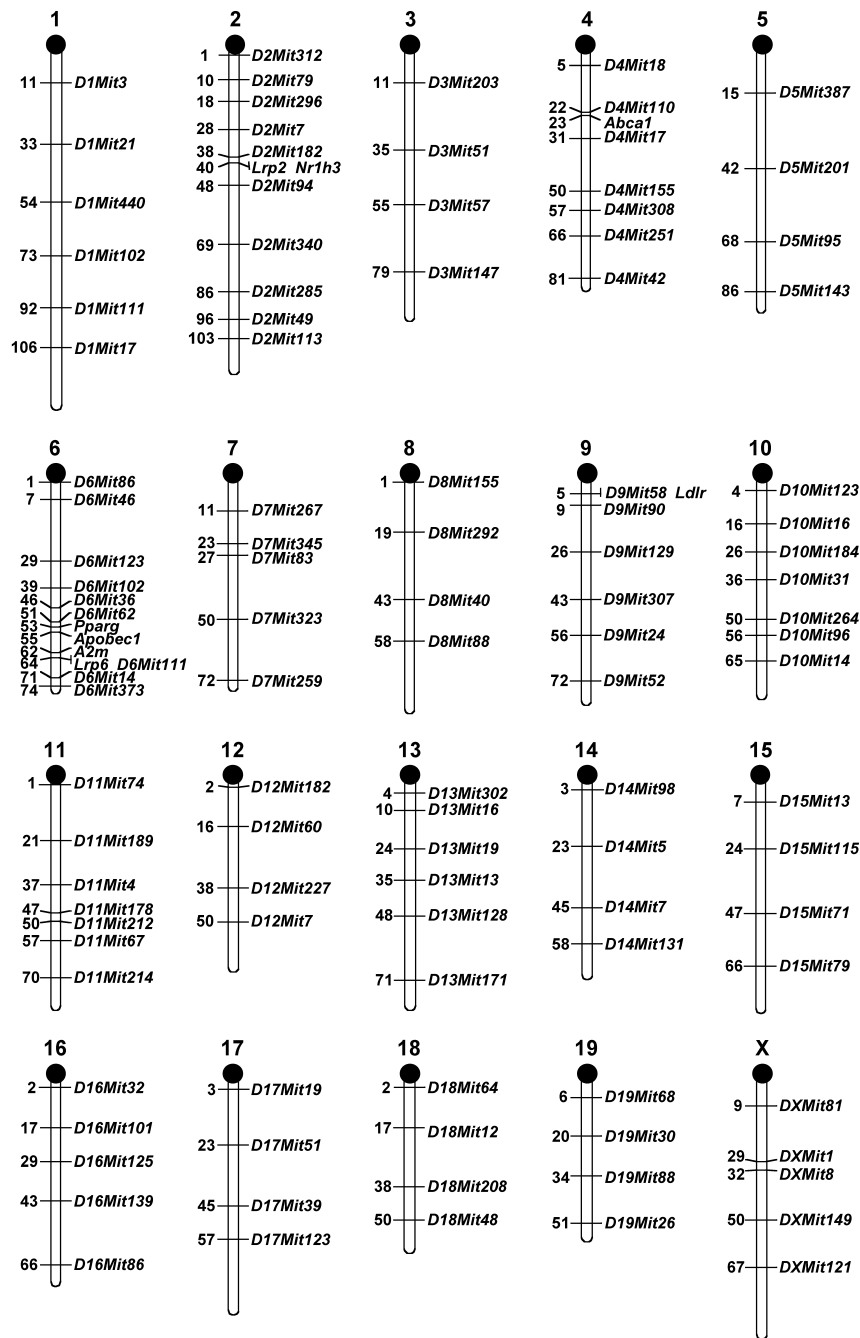 1
11 D1Mit3
33 D1Mit21
54 D1Mit440
73 D1Mit102
92 D1Mit111
106 D1Mit17
2
1 D2Mit312
10 D2Mit79
18 D2Mit296
28 D2Mit7
38 D2Mit182
40 Lrp2 Nr1h3
48 D2Mit94
69 D2Mit340
86 D2Mit285
96 D2Mit49
103 D2Mit113
3
11 D3Mit203
35 D3Mit51
55 D3Mit57
79 D3Mit147
4
5 D4Mit18
22 D4Mit110
23 Abca1
31 D4Mit17
50 D4Mit155
57 D4Mit308
66 D4Mit251
81 D4Mit42
5
15 D5Mit387
42 D5Mit201
68 D5Mit95
86 D5Mit143
6
1 D6Mit86
7 D6Mit46
29 D6Mit123
39 D6Mit102
46 D6Mit36
51 D6Mit62
53 Pparg
55 Apobec1
62 A2m
64 Lrp6 D6Mit111
71 D6Mit14
74 D6Mit373
7
11 D7Mit267
23 D7Mit345
27 D7Mit83
50 D7Mit323
72 D7Mit259
8
1 D8Mit155
19 D8Mit292
43 D8Mit40
58 D8Mit88
9
5 D9Mit58 Ldlr
9 D9Mit90
26 D9Mit129
43 D9Mit307
56 D9Mit24
72 D9Mit52
10
4 D10Mit123
16 D10Mit16
26 D10Mit184
36 D10Mit31
50 D10Mit264
56 D10Mit96
65 D10Mit14
11
1 D11Mit74
21 D11Mit189
37 D11Mit4
47 D11Mit178
50 D11Mit212
57 D11Mit67
70 D11Mit214
12
2 D12Mit182
16 D12Mit60
38 D12Mit227
50 D12Mit7
13
4 D13Mit302
10 D13Mit16
24 D13Mit19
35 D13Mit13
48 D13Mit128
71 D13Mit171
14
3 D14Mit98
23 D14Mit5
45 D14Mit7
58 D14Mit131
15
7 D15Mit13
24 D15Mit115
47 D15Mit71
66 D15Mit79
16
2 D16Mit32
17 D16Mit101
29 D16Mit125
43 D16Mit139
66 D16Mit86
17
3 D17Mit19
23 D17Mit51
45 D17Mit39
57 D17Mit123
18
2 D18Mit64
17 D18Mit12
38 D18Mit208
50 D18Mit48
19
6 D19Mit68
20 D19Mit30
34 D19Mit88
51 D19Mit26
X
9 DXMit81
29 DXMit1
32 DXMit8
50 DXMit149
67 DXMit121